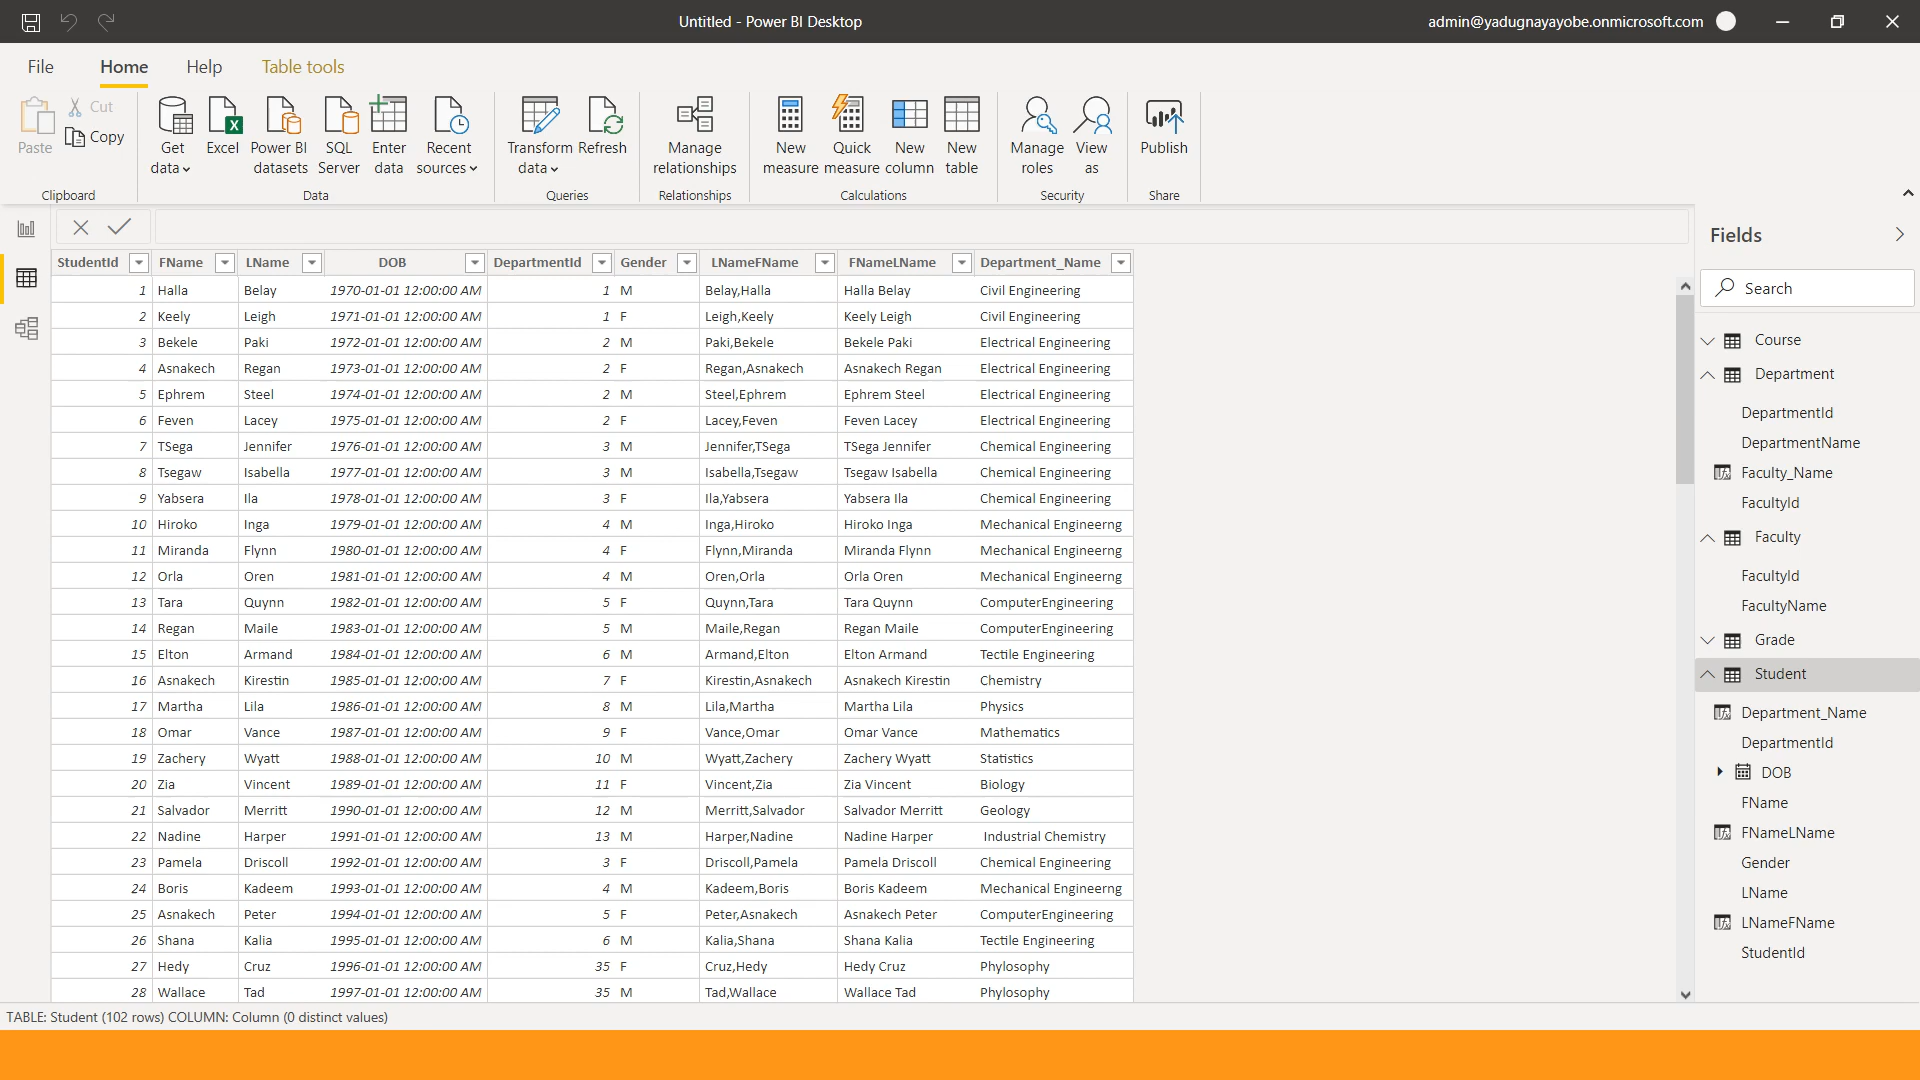 Untitled - Power BI Desktop
admin@yadugnayayobe.onmicrosoft.com
File Home Help Table tools
Paste
Cut
Copy
Get data
Excel
Power BI datasets
SQL Server
Enter data
Recent sources
Transform data
Refresh
Manage relationships
New measure
Quick measure
New column
New table
Manage roles
View as
Publish
Clipboard Data Queries Relationships Calculations Security Share
StudentId FName LName DOB DepartmentId Gender LNameFName FNameLName Department_Name
1 Halla Belay 1970-01-01 12:00:00 AM 1 M Belay,Halla Halla Belay Civil Engineering
2 Keely Leigh 1971-01-01 12:00:00 AM 1 F Leigh,Keely Keely Leigh Civil Engineering
3 Bekele Paki 1972-01-01 12:00:00 AM 2 M Paki,Bekele Bekele Paki Electrical Engineering
4 Asnakech Regan 1973-01-01 12:00:00 AM 2 F Regan,Asnakech Asnakech Regan Electrical Engineering
5 Ephrem Steel 1974-01-01 12:00:00 AM 2 M Steel,Ephrem Ephrem Steel Electrical Engineering
6 Feven Lacey 1975-01-01 12:00:00 AM 2 F Lacey,Feven Feven Lacey Electrical Engineering
7 TSega Jennifer 1976-01-01 12:00:00 AM 3 M Jennifer,TSega TSega Jennifer Chemical Engineering
8 Tsegaw Isabella 1977-01-01 12:00:00 AM 3 M Isabella,Tsegaw Tsegaw Isabella Chemical Engineering
9 Yabsera Ila 1978-01-01 12:00:00 AM 3 F Ila,Yabsera Yabsera Ila Chemical Engineering
10 Hiroko Inga 1979-01-01 12:00:00 AM 4 M Inga,Hiroko Hiroko Inga Mechanical Engineerng
11 Miranda Flynn 1980-01-01 12:00:00 AM 4 F Flynn,Miranda Miranda Flynn Mechanical Engineerng
12 Orla Oren 1981-01-01 12:00:00 AM 4 M Oren,Orla Orla Oren Mechanical Engineerng
13 Tara Quynn 1982-01-01 12:00:00 AM 5 F Quynn,Tara Tara Quynn ComputerEngineering
14 Regan Maile 1983-01-01 12:00:00 AM 5 M Maile,Regan Regan Maile ComputerEngineering
15 Elton Armand 1984-01-01 12:00:00 AM 6 M Armand,Elton Elton Armand Tectile Engineering
16 Asnakech Kirestin 1985-01-01 12:00:00 AM 7 F Kirestin,Asnakech Asnakech Kirestin Chemistry
17 Martha Lila 1986-01-01 12:00:00 AM 8 M Lila,Martha Martha Lila Physics
18 Omar Vance 1987-01-01 12:00:00 AM 9 F Vance,Omar Omar Vance Mathematics
19 Zachery Wyatt 1988-01-01 12:00:00 AM 10 M Wyatt,Zachery Zachery Wyatt Statistics
20 Zia Vincent 1989-01-01 12:00:00 AM 11 F Vincent,Zia Zia Vincent Biology
21 Salvador Merritt 1990-01-01 12:00:00 AM 12 M Merritt,Salvador Salvador Merritt Geology
22 Nadine Harper 1991-01-01 12:00:00 AM 13 M Harper,Nadine Nadine Harper Industrial Chemistry
23 Pamela Driscoll 1992-01-01 12:00:00 AM 3 F Driscoll,Pamela Pamela Driscoll Chemical Engineering
24 Boris Kadeem 1993-01-01 12:00:00 AM 4 M Kadeem,Boris Boris Kadeem Mechanical Engineerng
25 Asnakech Peter 1994-01-01 12:00:00 AM 5 F Peter,Asnakech Asnakech Peter ComputerEngineering
26 Shana Kalia 1995-01-01 12:00:00 AM 6 M Kalia,Shana Shana Kalia Tectile Engineering
27 Hedy Cruz 1996-01-01 12:00:00 AM 35 F Cruz,Hedy Hedy Cruz Phylosophy
28 Wallace Tad 1997-01-01 12:00:00 AM 35 M Tad,Wallace Wallace Tad Phylosophy
Fields
Search
Course
Department
DepartmentId
DepartmentName
Faculty_Name
FacultyId
Faculty
FacultyId
FacultyName
Grade
Student
Department_Name
DepartmentId
DOB
FName
FNameLName
Gender
LName
LNameFName
StudentId
TABLE: Student (102 rows) COLUMN: Column (0 distinct values)